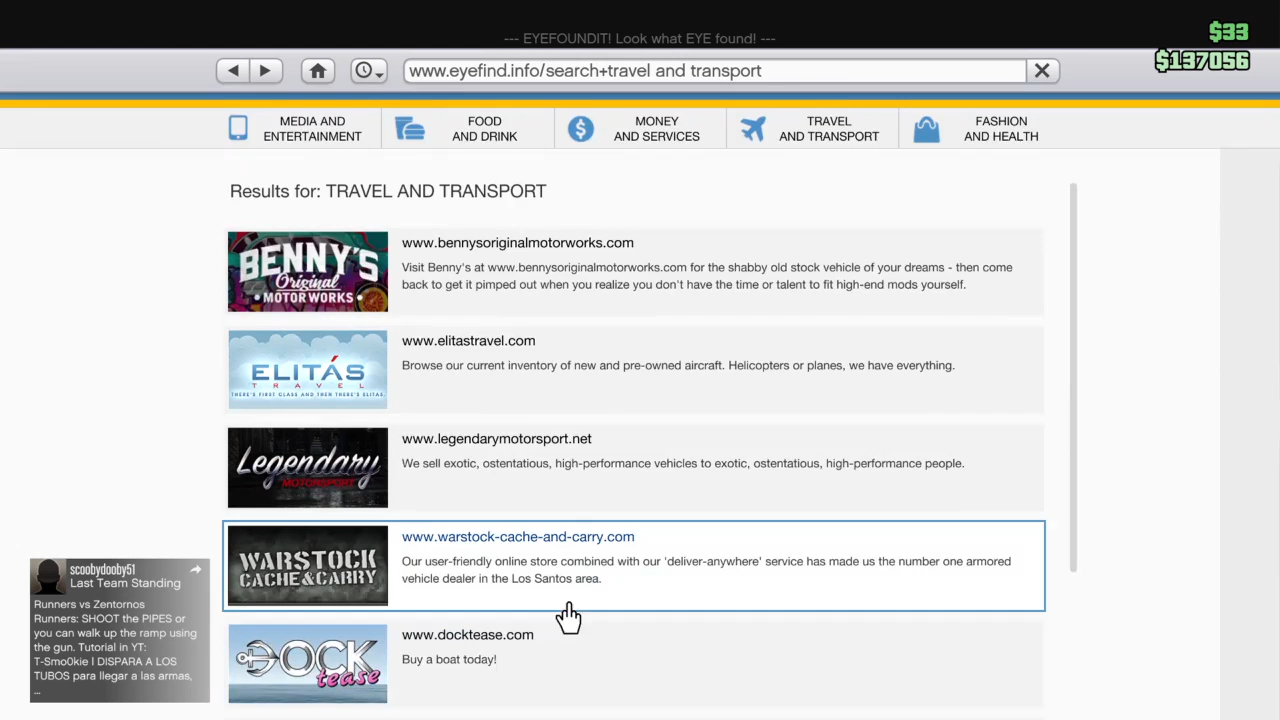 --- EYEFOUNDIT! Look what EYE found! ---
$33
$137056
www.eyefind.info/search+travel and transport
MEDIA AND
ENTERTAINMENT
FOOD
AND DRINK
MONEY
AND SERVICES
TRAVEL
AND TRANSPORT
FASHION
AND HEALTH
Results for: TRAVEL AND TRANSPORT
BENNY'S
Original
• MOTOR WORKS •
www.bennysoriginalmotorworks.com
Visit Benny's at www.bennysoriginalmotorworks.com for the shabby old stock vehicle of your dreams - then come
back to get it pimped out when you realize you don't have the time or talent to fit high-end mods yourself.
ELITÁS
TRAVEL
THERE'S FIRST CLASS AND THEN THERE'S ELITAS.
www.elitastravel.com
Browse our current inventory of new and pre-owned aircraft. Helicopters or planes, we have everything.
Legendary
MOTORSPORT
www.legendarymotorsport.net
We sell exotic, ostentatious, high-performance vehicles to exotic, ostentatious, high-performance people.
WARSTOCK
CACHE&CARRY
www.warstock-cache-and-carry.com
Our user-friendly online store combined with our 'deliver-anywhere' service has made us the number one armored
vehicle dealer in the Los Santos area.
DOCK
tease
www.docktease.com
Buy a boat today!
scoobydooby51
Last Team Standing
Runners vs Zentornos
Runners: SHOOT the PIPES or
you can walk up the ramp using
the gun. Tutorial in YT:
T-Smo0kie l DISPARA A LOS
TUBOS para llegar a las armas,
...